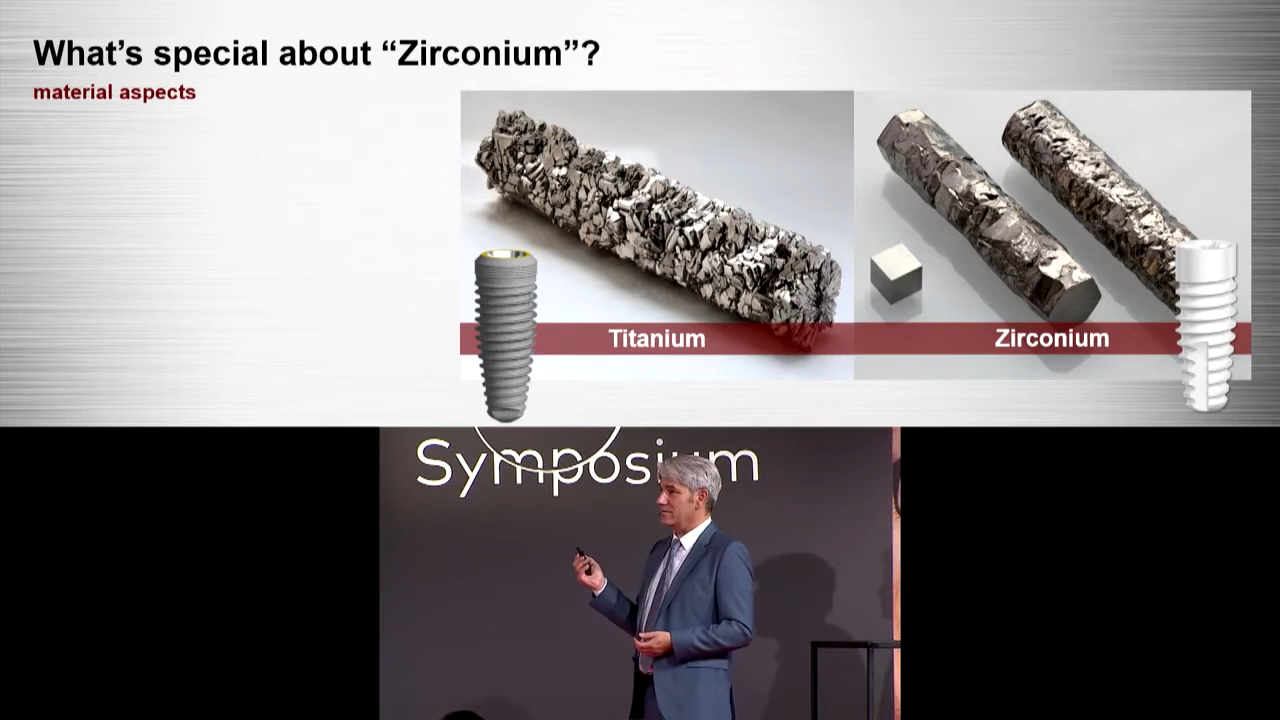 What's special about “Zirconium”?
material aspects
Titanium
Zirconium
Symposium